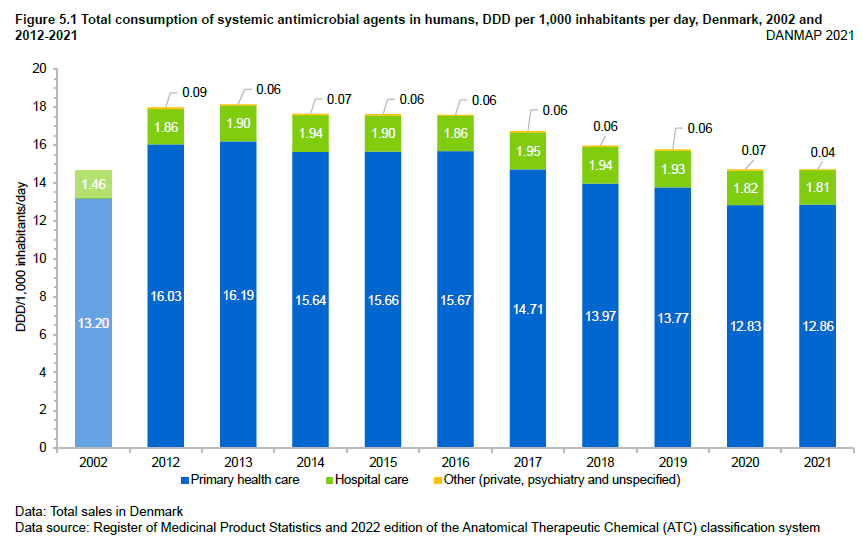 Figure 5.1 Total consumption of systemic antimicrobial agents in humans, DDD per 1,000 inhabitants per day, Denmark, 2002 and
2012-2021 DANMAP 2021
DDD/1,000 inhabitants/day
20
18
16
14
12
10
8
6
4
2
0
0.09 0.06 0.07 0.06 0.06 0.06 0.06 0.06 0.07 0.04
1.46 1.86 1.90 1.94 1.90 1.86 1.95 1.94 1.93 1.82 1.81
13.20 16.03 16.19 15.64 15.66 15.67 14.71 13.97 13.77 12.83 12.86
2002 2012 2013 2014 2015 2016 2017 2018 2019 2020 2021
Primary health care Hospital care Other (private, psychiatry and unspecified)
Data: Total sales in Denmark
Data source: Register of Medicinal Product Statistics and 2022 edition of the Anatomical Therapeutic Chemical (ATC) classification system